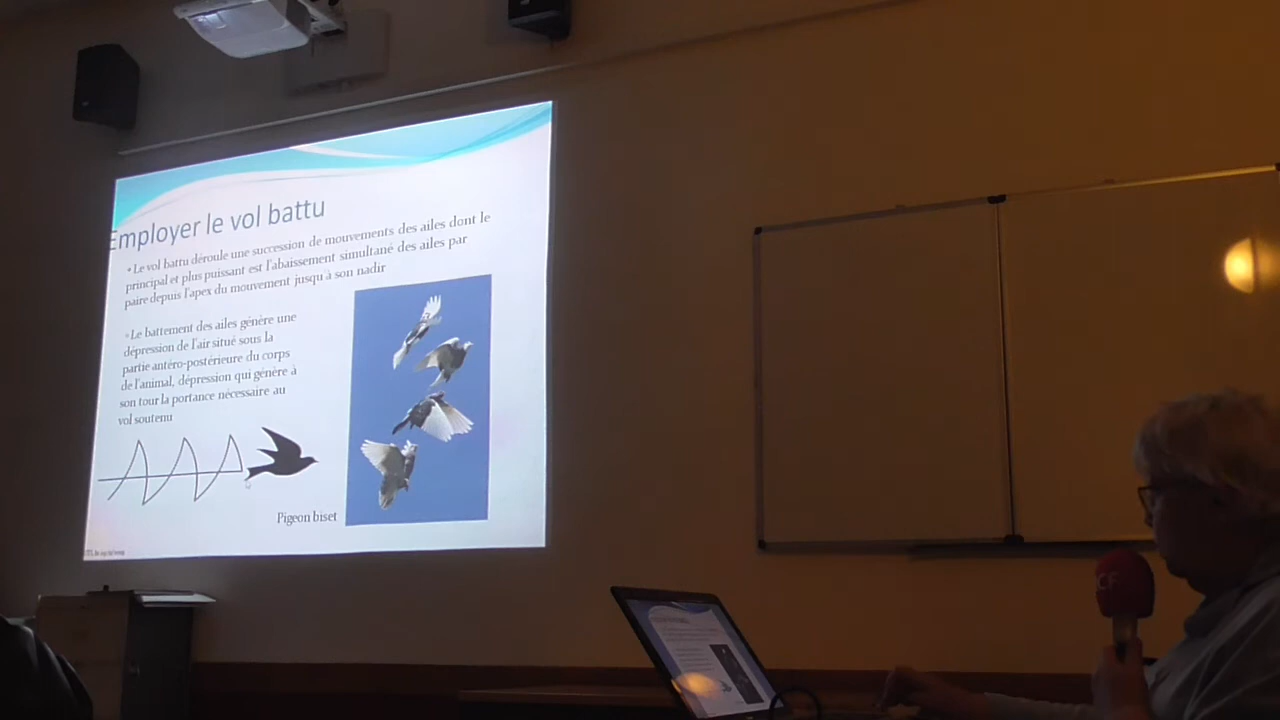 Employer le vol battu
Le vol battu déroule une succession de mouvements des ailes dont le
principal et plus puissant est l'abaissement simultané des ailes par
paire depuis l'apex du mouvement jusqu'à son nadir
Le battement des ailes génère une
dépression de l'air situé sous la
partie antéro-postérieure du corps
de l'animal, dépression qui génère à
son tour la portance nécessaire au
vol soutenu
Pigeon biset
CF